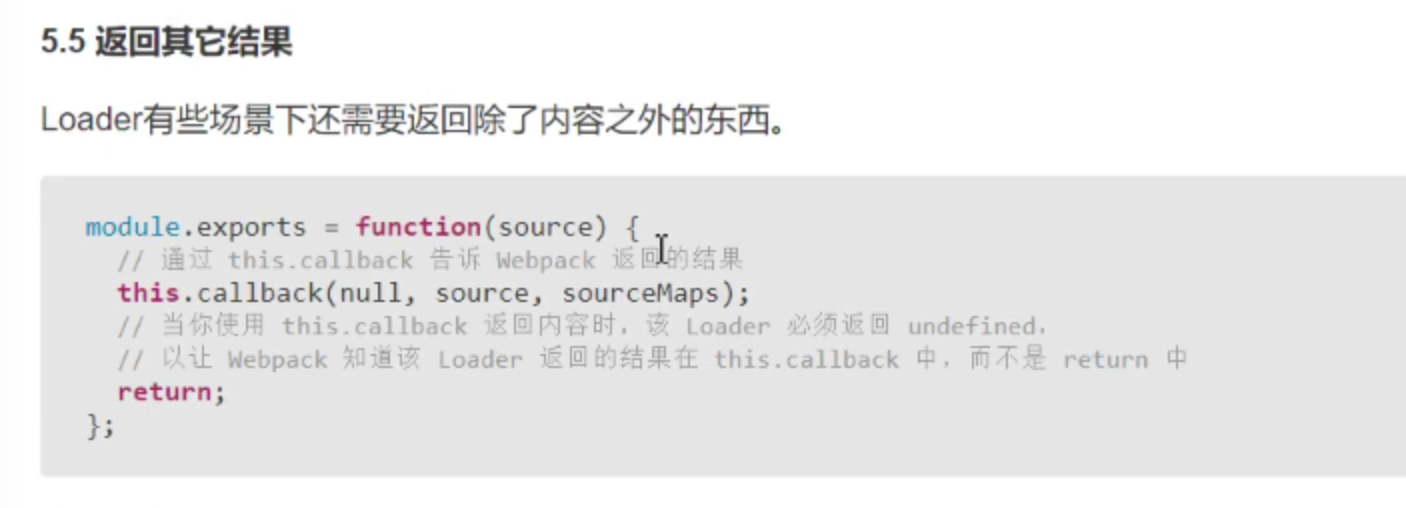 5.5 返回其它结果
Loader有些场景下还需要返回除了内容之外的东西。
module.exports = function(source) {
// 通过 this.callback 告诉 Webpack 返回的结果
this.callback(null, source, sourceMaps);
// 当你使用 this.callback 返回内容时，该 Loader 必须返回 undefined，
// 以让 Webpack 知道该 Loader 返回的结果在 this.callback 中，而不是 return 中
return;
};